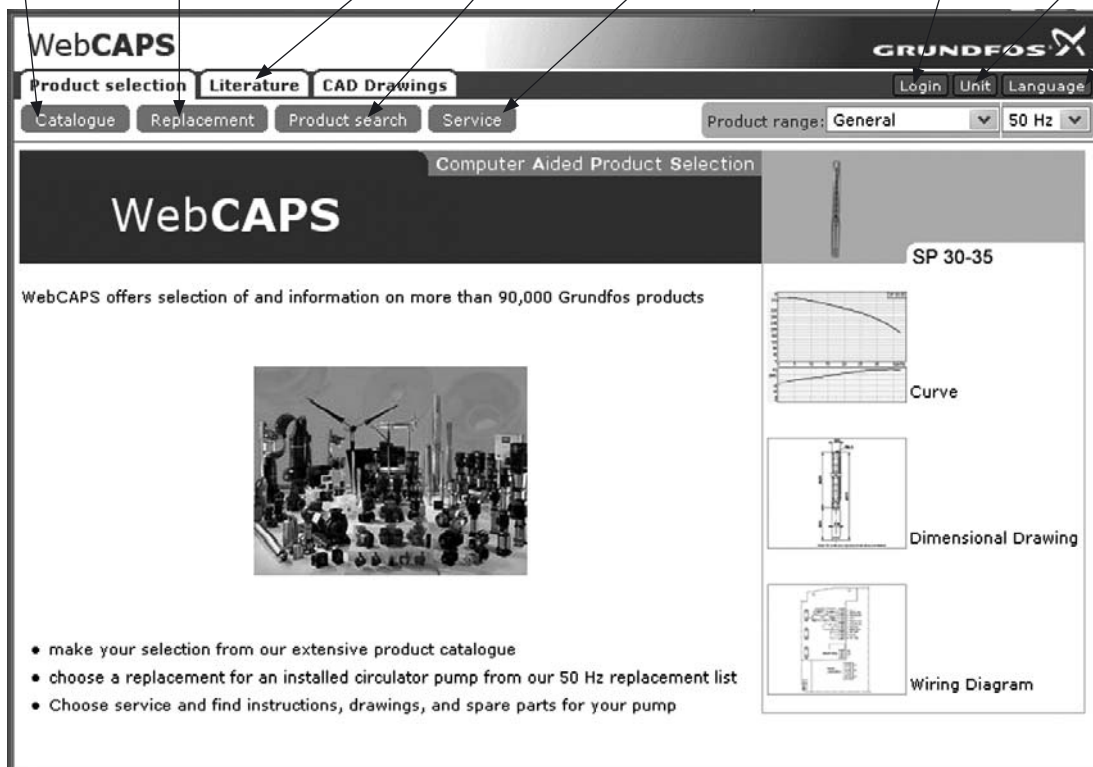 WebCAPS
GRUNDFOS
Product selection Literature CAD Drawings
Login Unit Language
Catalogue Replacement Product search Service
Product range: General 50 Hz
Computer Aided Product Selection
WebCAPS
SP 30-35
WebCAPS offers selection of and information on more than 90,000 Grundfos products
Curve
Dimensional Drawing
• make your selection from our extensive product catalogue
• choose a replacement for an installed circulator pump from our 50 Hz replacement list
Wiring Diagram
• Choose service and find instructions, drawings, and spare parts for your pump